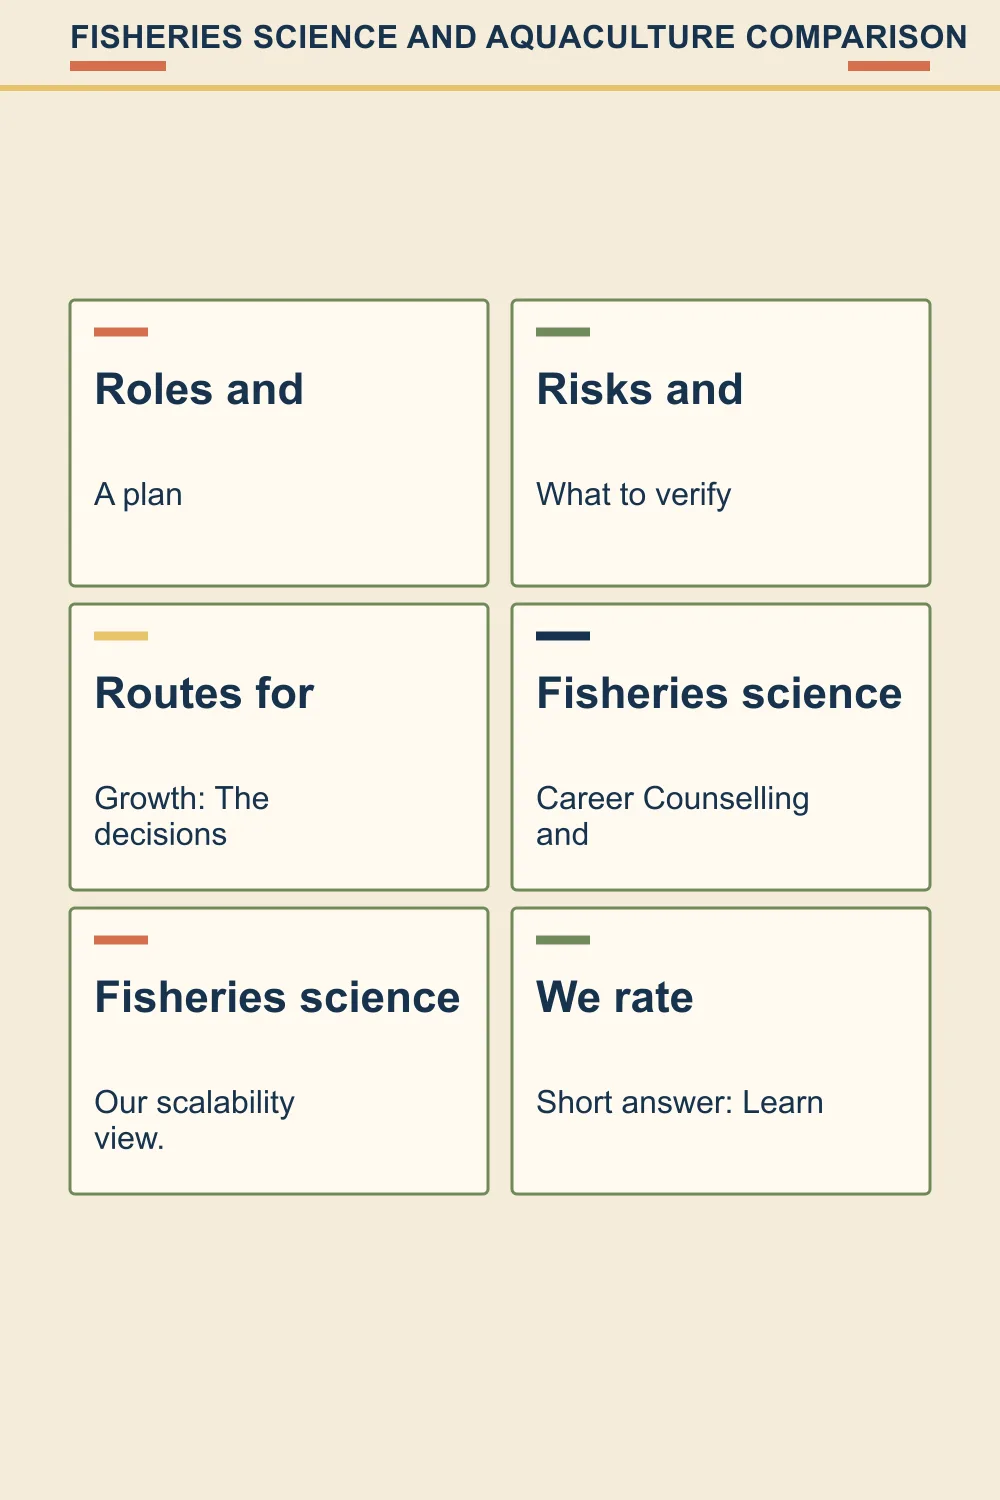 FISHERIES SCIENCE AND AQUACULTURE COMPARISON
Roles and
A plan
Risks and
What to verify
Routes for
Growth: The
decisions
Fisheries science
Career Counselling
and
Fisheries science
Our scalability
view.
We rate
Short answer: Learn